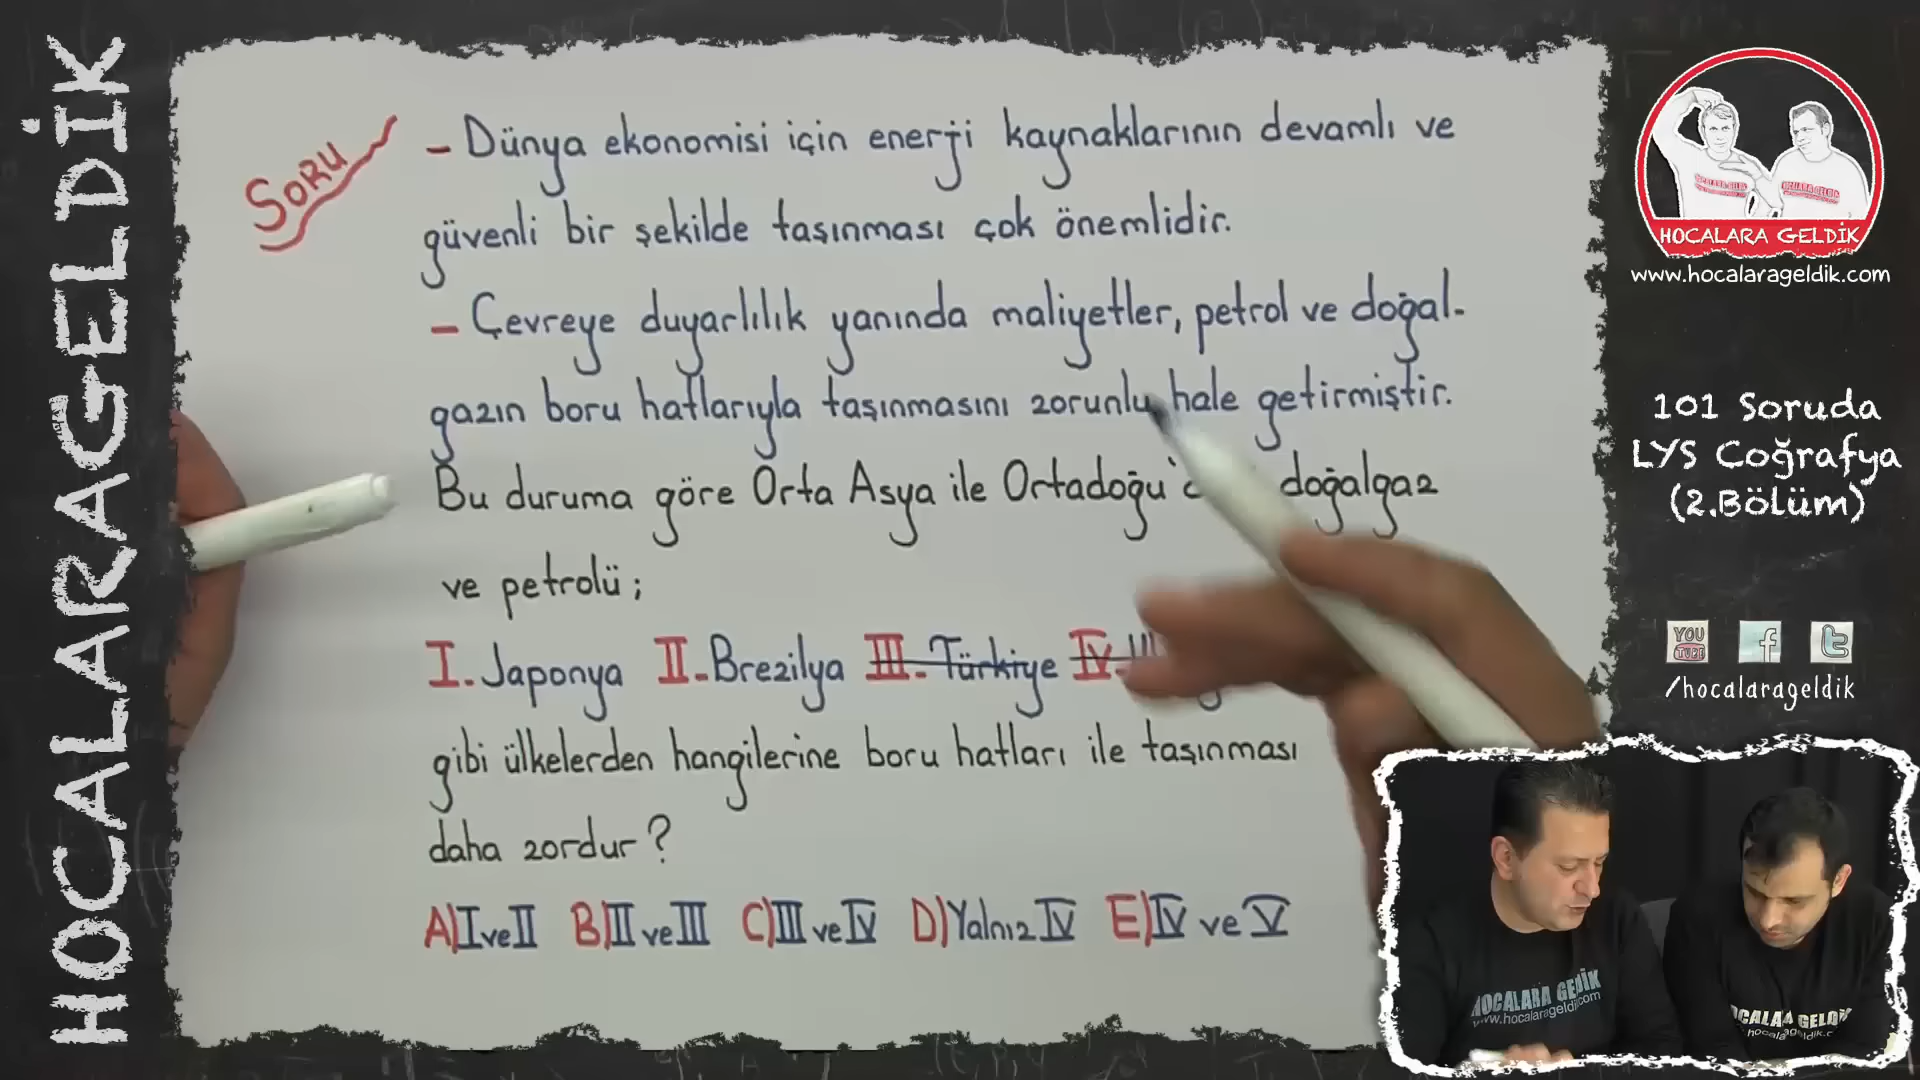 HOCALARAGELDİK
SORU
- Dünya ekonomisi için enerji kaynaklarının devamlı ve
güvenli bir şekilde taşınması çok önemlidir.
- Çevreye duyarlılık yanında maliyetler, petrol ve doğal-
gazın boru hatlarıyla taşınmasını zorunlu hale getirmiştir.
Bu duruma göre Orta Asya ile Ortadoğu' doğalgaz
ve petrolü;
I. Japonya II-Brezilya III-Türkiye IV-
gibi ülkelerden hangilerine boru hatları ile taşınması
daha zordur?
A)I ve II B)II ve III C)III ve IV D)Yalnız IV E)IV ve V
HOCALARA GELDİK
www.hocalarageldik.com
101 Soruda
LYS Coğrafya
(2.Bölüm)
YOU TUBE f t
/hocalarageldik
HOCALARA GELDİK
www.hocalarageldik.com